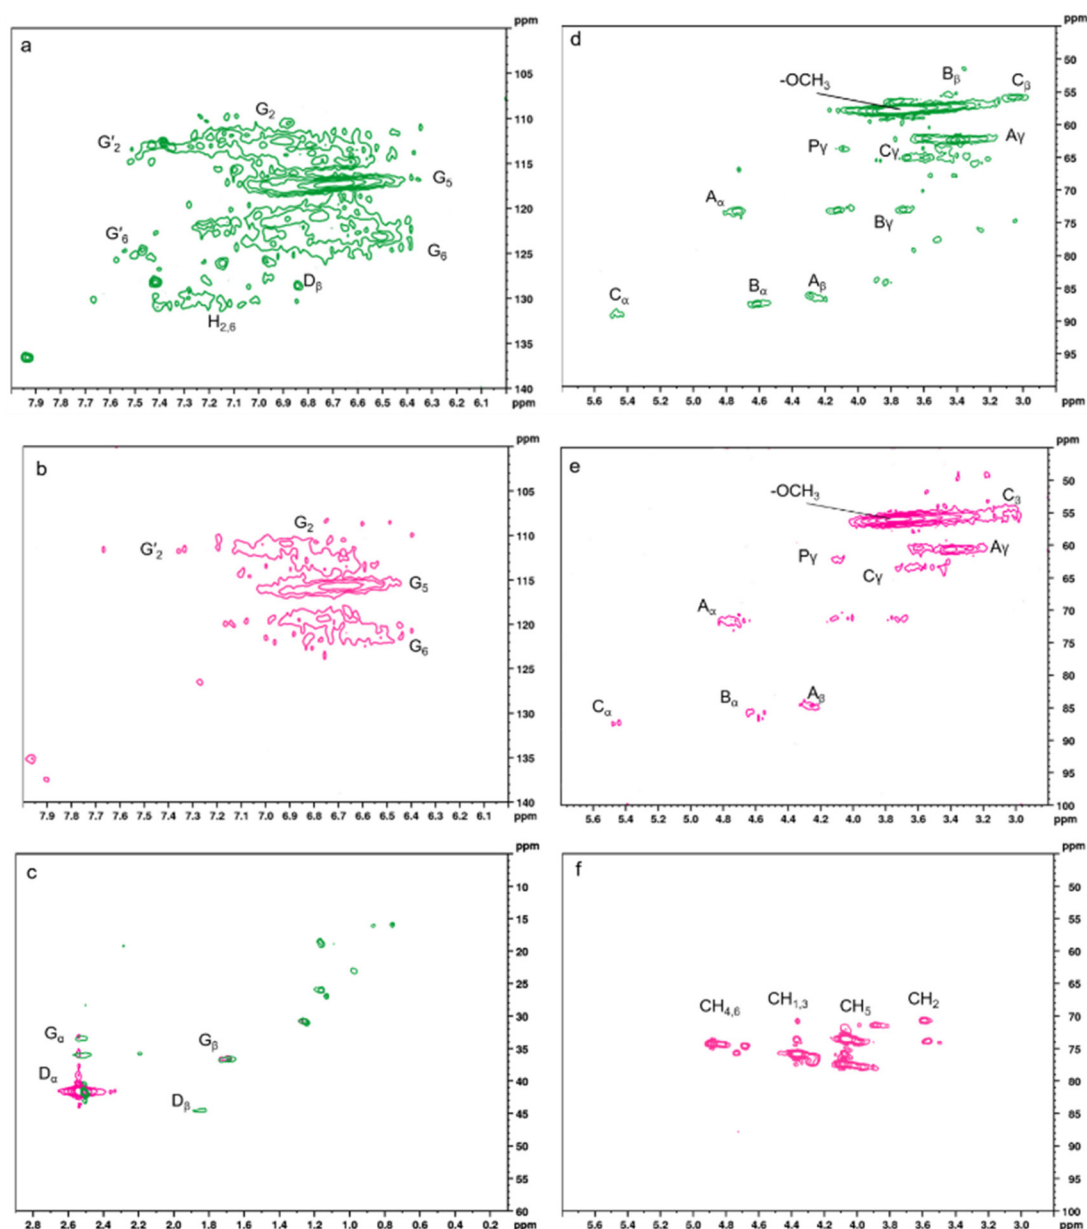 a
ppm
G₂
G′₂
G₅
G′₆
G₆
Dᵦ
H₂,₆
105
110
115
120
125
130
135
140
7.9 7.8 7.7 7.6 7.5 7.4 7.3 7.2 7.1 7.0 6.9 6.8 6.7 6.6 6.5 6.4 6.3 6.2 6.1 ppm
d
ppm
Bβ
Cβ
-OCH₃
Pγ
Cγ
Aγ
Aα
Bγ
Cα
Bα
Aβ
50
55
60
65
70
75
80
85
90
95
5.6 5.4 5.2 5.0 4.8 4.6 4.4 4.2 4.0 3.8 3.6 3.4 3.2 3.0 ppm
b
ppm
G₂
G′₂
G₅
G₆
105
110
115
120
125
130
135
140
7.9 7.8 7.7 7.6 7.5 7.4 7.3 7.2 7.1 7.0 6.9 6.8 6.7 6.6 6.5 6.4 6.3 6.2 6.1 ppm
e
ppm
-OCH₃
C₃
Pγ
Cγ
Aγ
Aα
Cα
Bα
Aβ
50
55
60
65
70
75
80
85
90
95
100
5.6 5.4 5.2 5.0 4.8 4.6 4.4 4.2 4.0 3.8 3.6 3.4 3.2 3.0 ppm
c
ppm
Gα
Dα
Gβ
Dβ
10
15
20
25
30
35
40
45
50
55
60
2.8 2.6 2.4 2.2 2.0 1.8 1.6 1.4 1.2 1.0 0.8 0.6 0.4 0.2 ppm
f
ppm
CH₄,₆
CH₁,₃
CH₅
CH₂
50
55
60
65
70
75
80
85
90
95
100
5.6 5.4 5.2 5.0 4.8 4.6 4.4 4.2 4.0 3.8 3.6 3.4 3.2 3.0 ppm